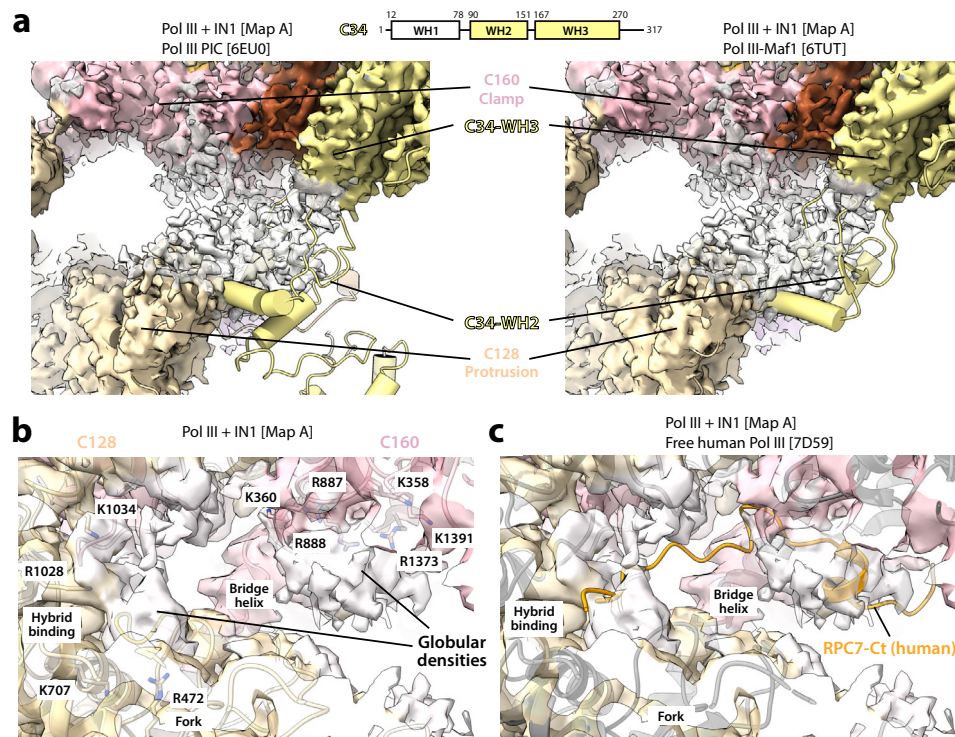 a
Pol III + IN1 [Map A]
Pol III PIC [6EU0]
C34
1
12
78
90
151
167
270
317
WH1
WH2
WH3
Pol III + IN1 [Map A]
Pol III-Maf1 [6TUT]
C160
Clamp
C34-WH3
C34-WH2
C128
Protrusion
b
C128
Pol III + IN1 [Map A]
C160
K1034
K360
R887
K358
R888
K1391
R1373
R1028
Bridge
helix
Hybrid
binding
Globular
densities
K707
R472
Fork
c
Pol III + IN1 [Map A]
Free human Pol III [7D59]
Bridge
helix
Hybrid
binding
RPC7-Ct (human)
Fork